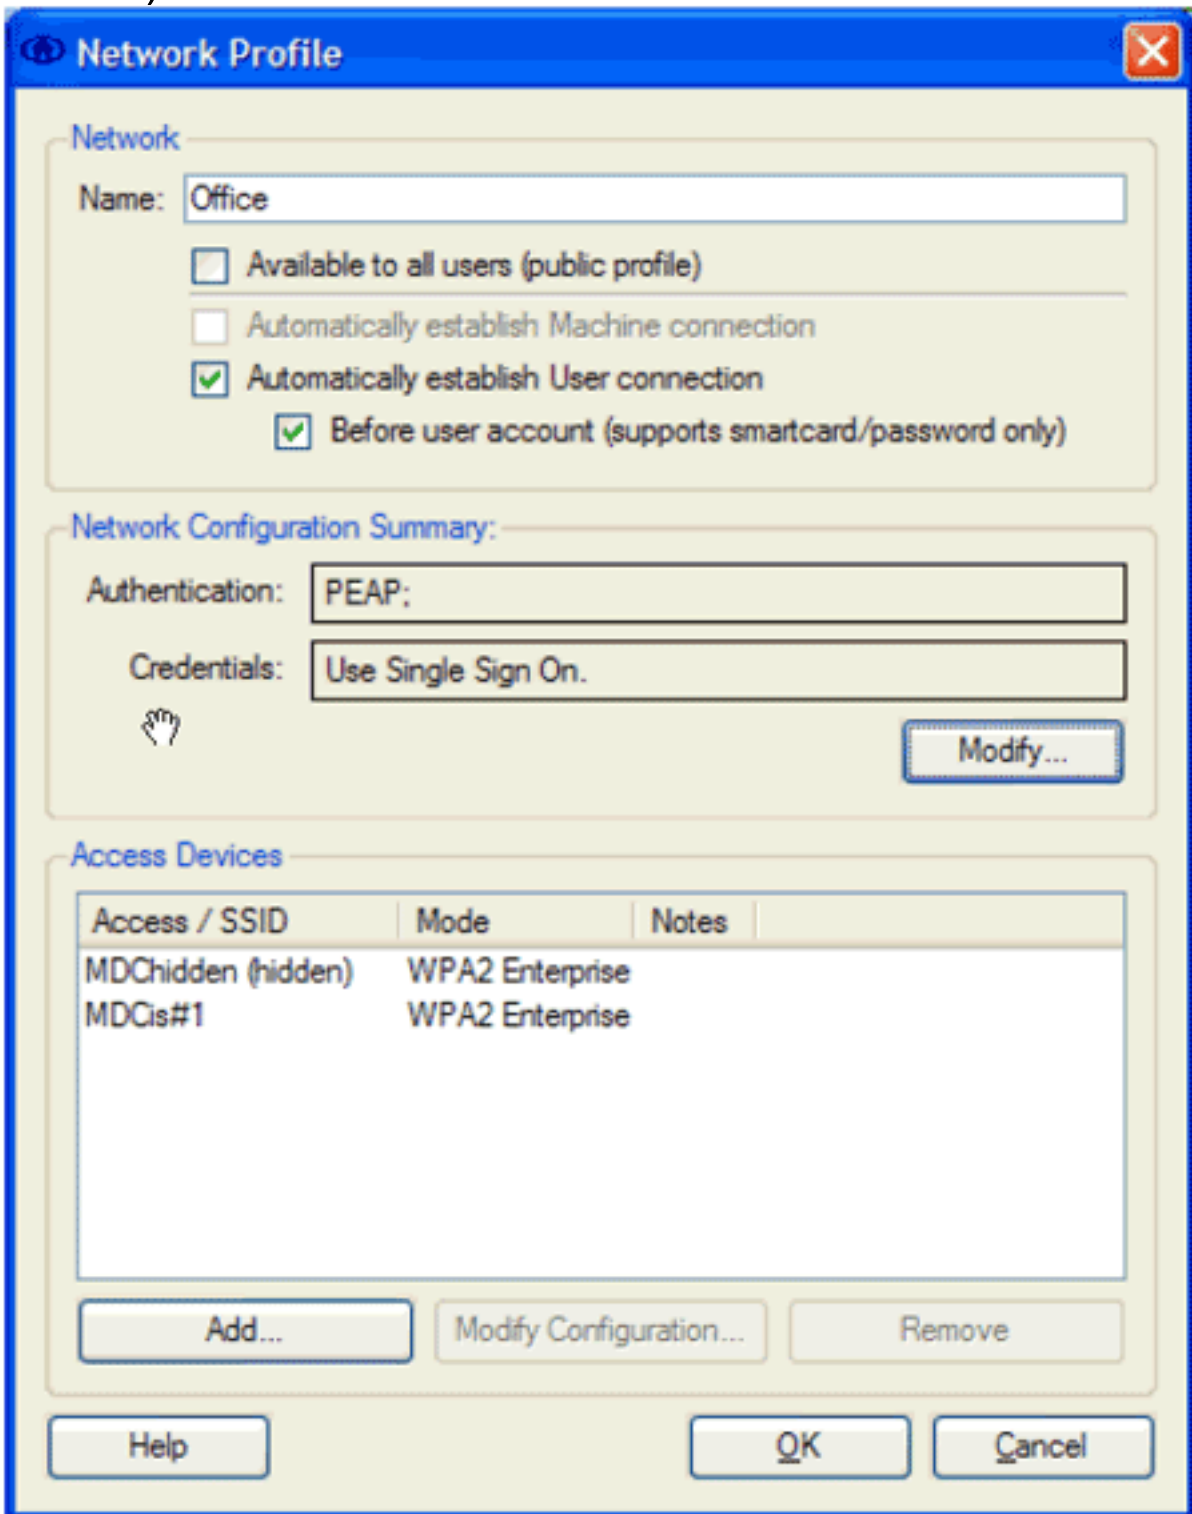 Network Profile
Network
Name: Office
Available to all users (public profile)
Automatically establish Machine connection
Automatically establish User connection
Before user account (supports smartcard/password only)
Network Configuration Summary:
Authentication: PEAP;
Credentials: Use Single Sign On.
Modify...
Access Devices
Access / SSID Mode Notes
MDChidden (hidden) WPA2 Enterprise
MDCis#1 WPA2 Enterprise
Add... Modify Configuration... Remove
Help OK Cancel